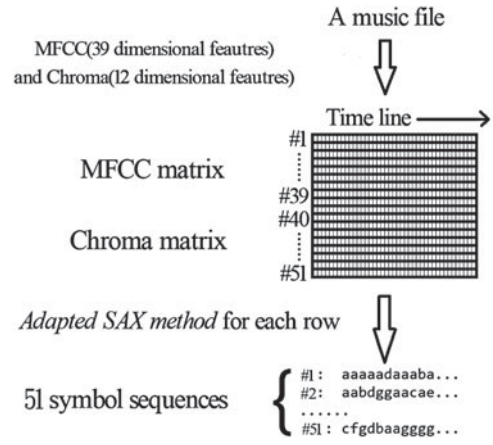 A music file
MFCC(39 dimensional feautres)
and Chroma(12 dimensional feautres)
Time line
#1
MFCC matrix
#39
#40
Chroma matrix
#51
Adapted SAX method for each row
51 symbol sequences
#1: aaaaadaaaba...
#2: aabdggaacae...
......
#51: cfgdbaagggg...